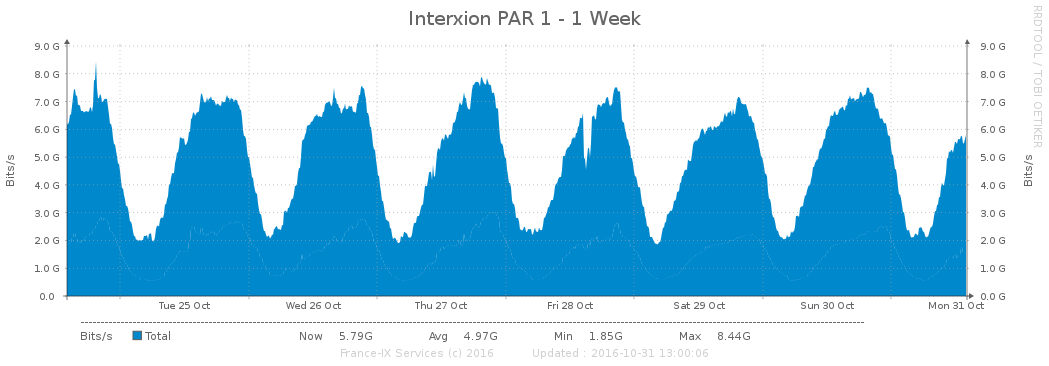 Interxion PAR 1 - 1 Week
RRDTOOL / TOBI OETIKER
Bits/s
Bits/s
9.0 G 9.0 G
8.0 G 8.0 G
7.0 G 7.0 G
6.0 G 6.0 G
5.0 G 5.0 G
4.0 G 4.0 G
3.0 G 3.0 G
2.0 G 2.0 G
1.0 G 1.0 G
0.0 0.0 G
Tue 25 Oct Wed 26 Oct Thu 27 Oct Fri 28 Oct Sat 29 Oct Sun 30 Oct Mon 31 Oct
Bits/s Total Now 5.79G Avg 4.97G Min 1.85G Max 8.44G
France-IX Services (c) 2016 Updated : 2016-10-31 13:00:06